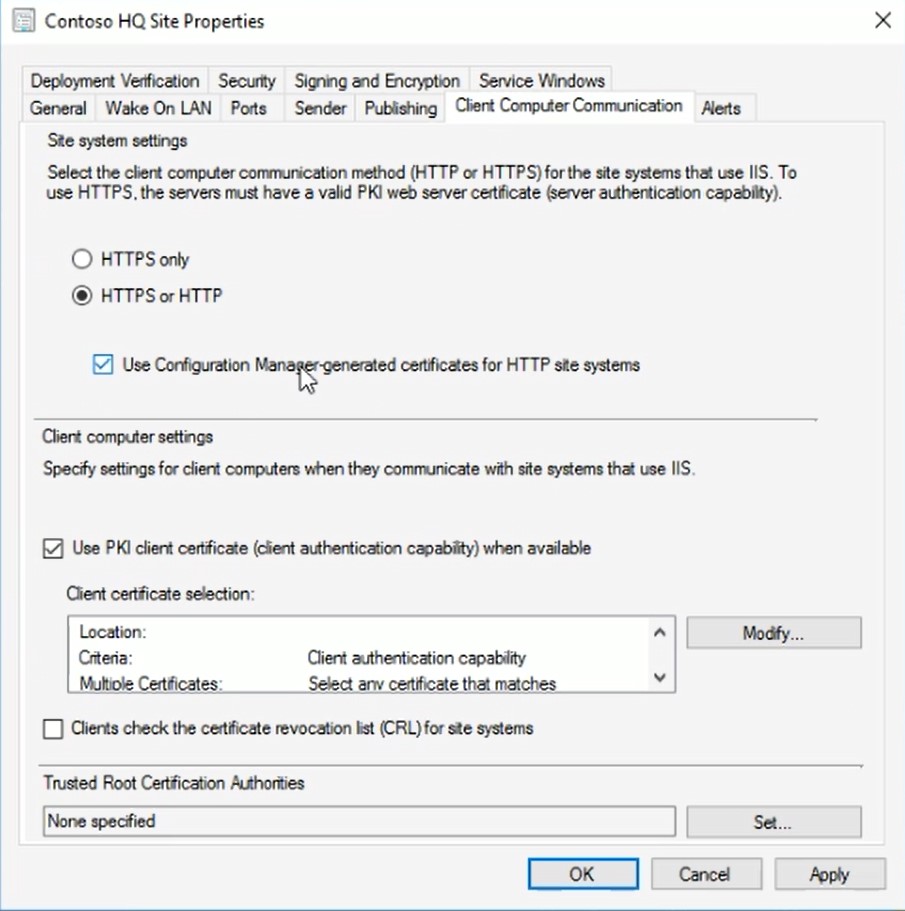 Contoso HQ Site Properties
Deployment Verification Security Signing and Encryption Service Windows
General Wake On LAN Ports Sender Publishing Client Computer Communication Alerts
Site system settings
Select the client computer communication method (HTTP or HTTPS) for the site systems that use IIS. To
use HTTPS, the servers must have a valid PKI web server certificate (server authentication capability).
HTTPS only
HTTPS or HTTP
Use Configuration Manager-generated certificates for HTTP site systems
Client computer settings
Specify settings for client computers when they communicate with site systems that use IIS.
Use PKI client certificate (client authentication capability) when available
Client certificate selection:
Location:
Modify...
Criteria: Client authentication capability
Multiple Certificates: Select any certificate that matches
Clients check the certificate revocation list (CRL) for site systems
Trusted Root Certification Authorities
None specified Set...
OK Cancel Apply